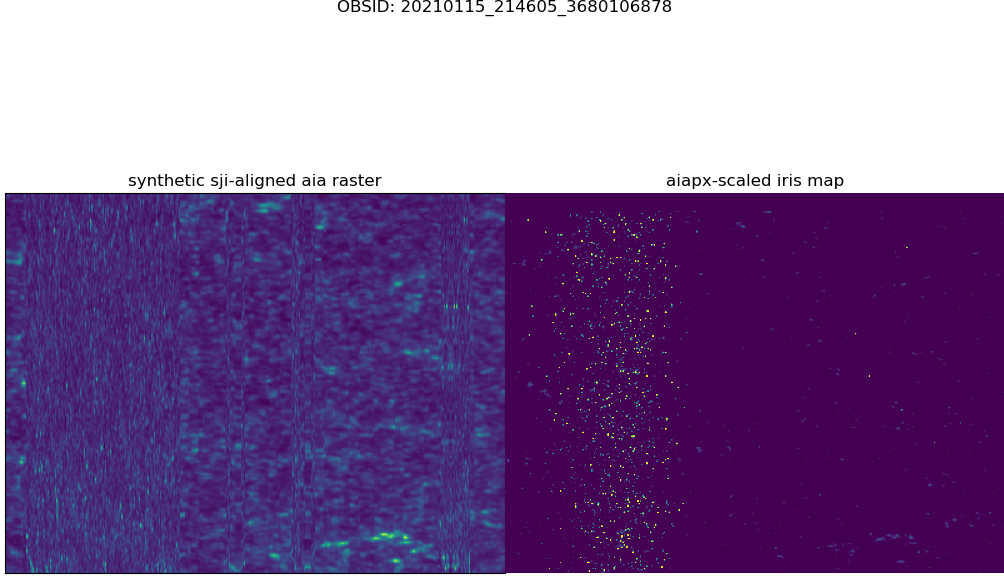 OBSID: 20210115_214605_3680106878
synthetic sji-aligned aia raster
aiapx-scaled iris map